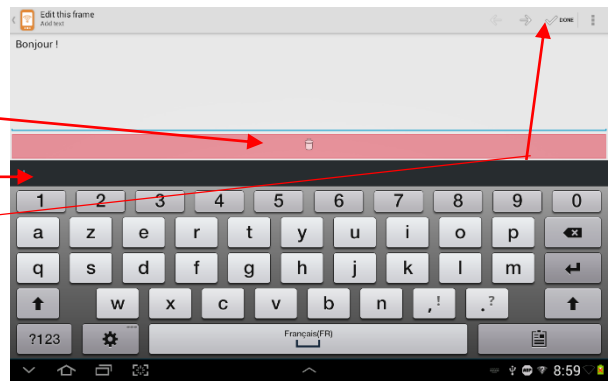 Edit this frame
Add text
DONE
Bonjour !
1 2 3 4 5 6 7 8 9 0
a z e r t y u i o p
q s d f g h j k l m
w x c v b n , ! . ?
?123 Français(FR)
8:59